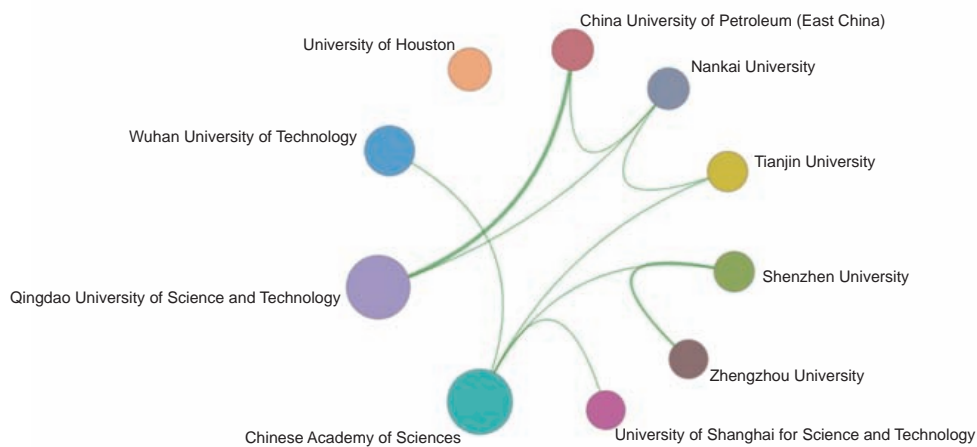 China University of Petroleum (East China)
University of Houston
Nankai University
Wuhan University of Technology
Tianjin University
Shenzhen University
Qingdao University of Science and Technology
Zhengzhou University
University of Shanghai for Science and Technology
Chinese Academy of Sciences